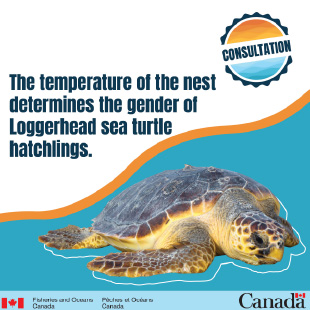 CONSULTATION
The temperature of the nest
determines the gender of
Loggerhead sea turtle
hatchlings.
Fisheries and Oceans
Canada
Pêches et Océans
Canada
Canada